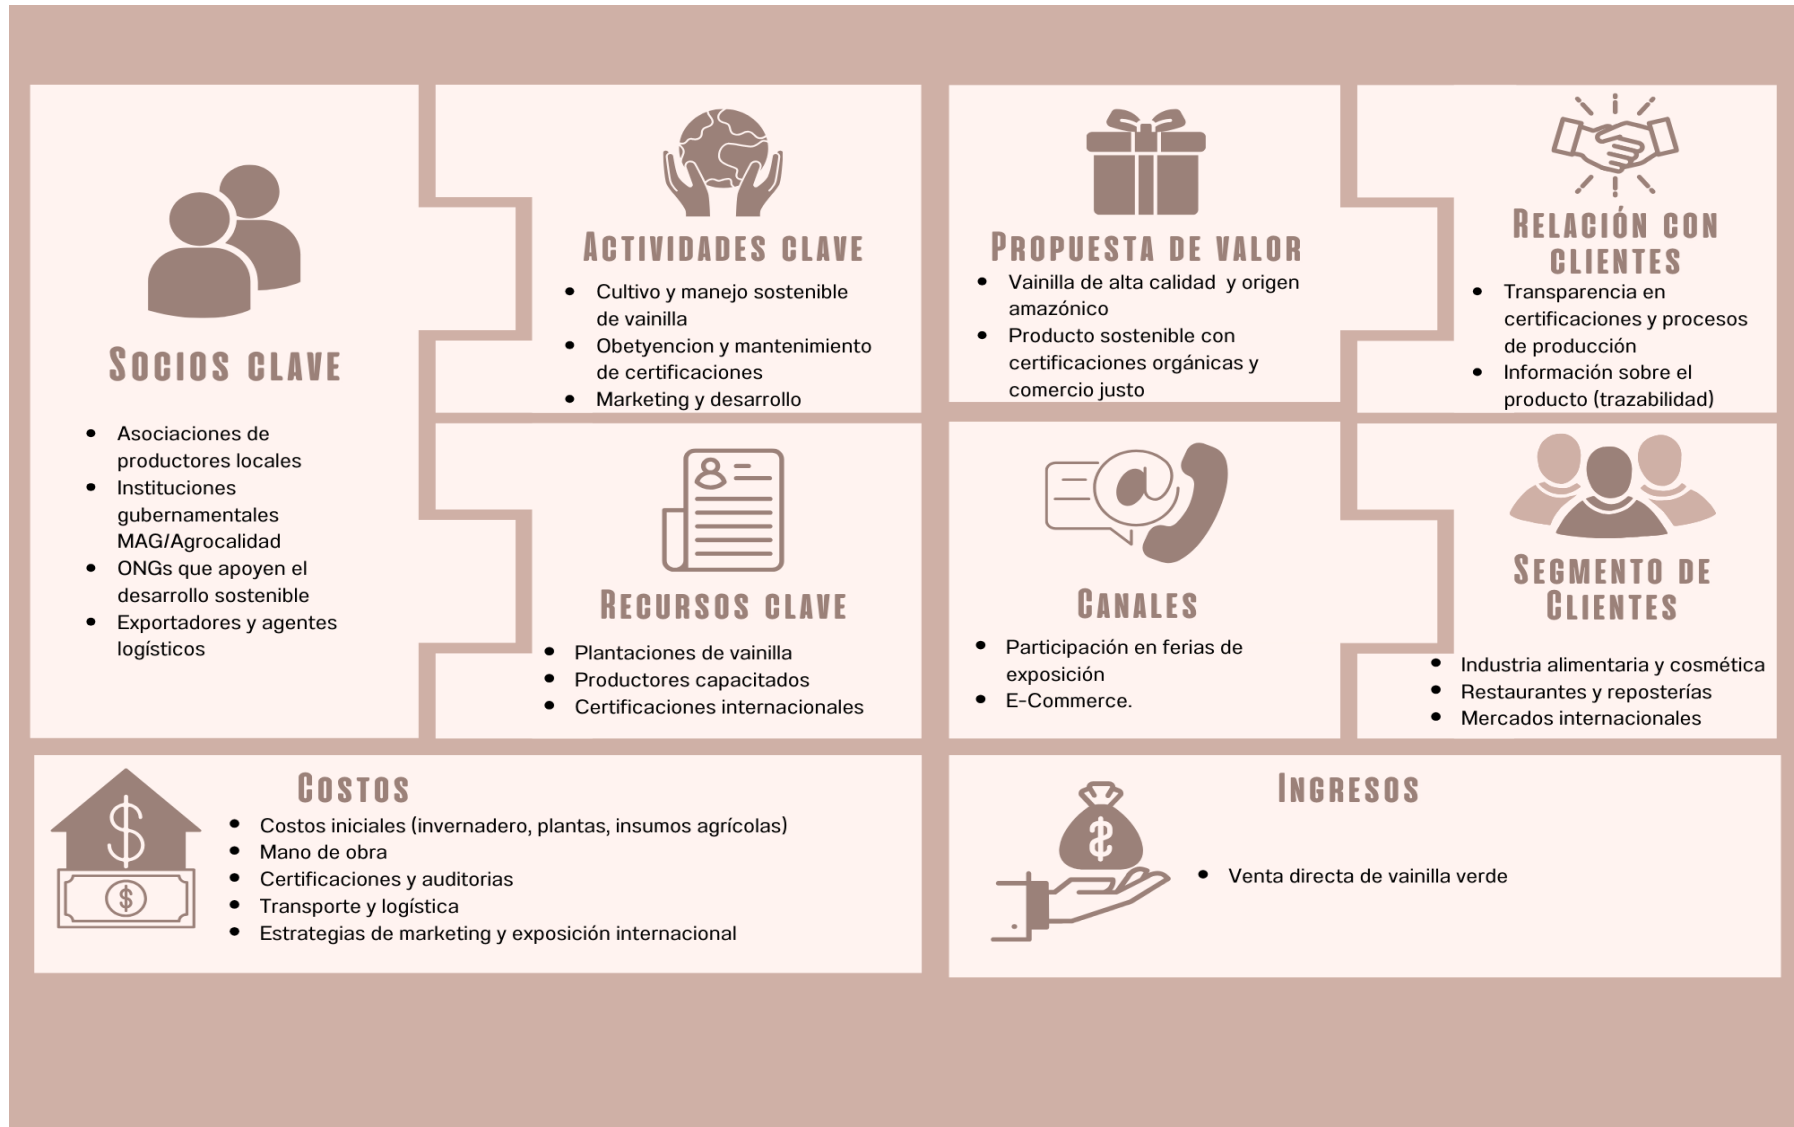 SOCIOS CLAVE
Asociaciones de
productores locales
Instituciones
gubernamentales
MAG/Agrocalidad
ONGs que apoyen el
desarrollo sostenible
Exportadores y agentes
logísticos
ACTIVIDADES CLAVE
Cultivo y manejo sostenible
de vainilla
Obetyencion y mantenimiento
de certificaciones
Marketing y desarrollo
RECURSOS CLAVE
Plantaciones de vainilla
Productores capacitados
Certificaciones internacionales
PROPUESTA DE VALOR
Vainilla de alta calidad y origen
amazónico
Producto sostenible con
certificaciones orgánicas y
comercio justo
CANALES
Participación en ferias de
exposición
E-Commerce.
RELACIÓN CON
CLIENTES
Transparencia en
certificaciones y procesos
de producción
Información sobre el
producto (trazabilidad)
SEGMENTO DE
CLIENTES
Industria alimentaria y cosmética
Restaurantes y reposterías
Mercados internacionales
COSTOS
Costos iniciales (invernadero, plantas, insumos agrícolas)
Mano de obra
Certificaciones y auditorias
Transporte y logística
Estrategias de marketing y exposición internacional
INGRESOS
Venta directa de vainilla verde